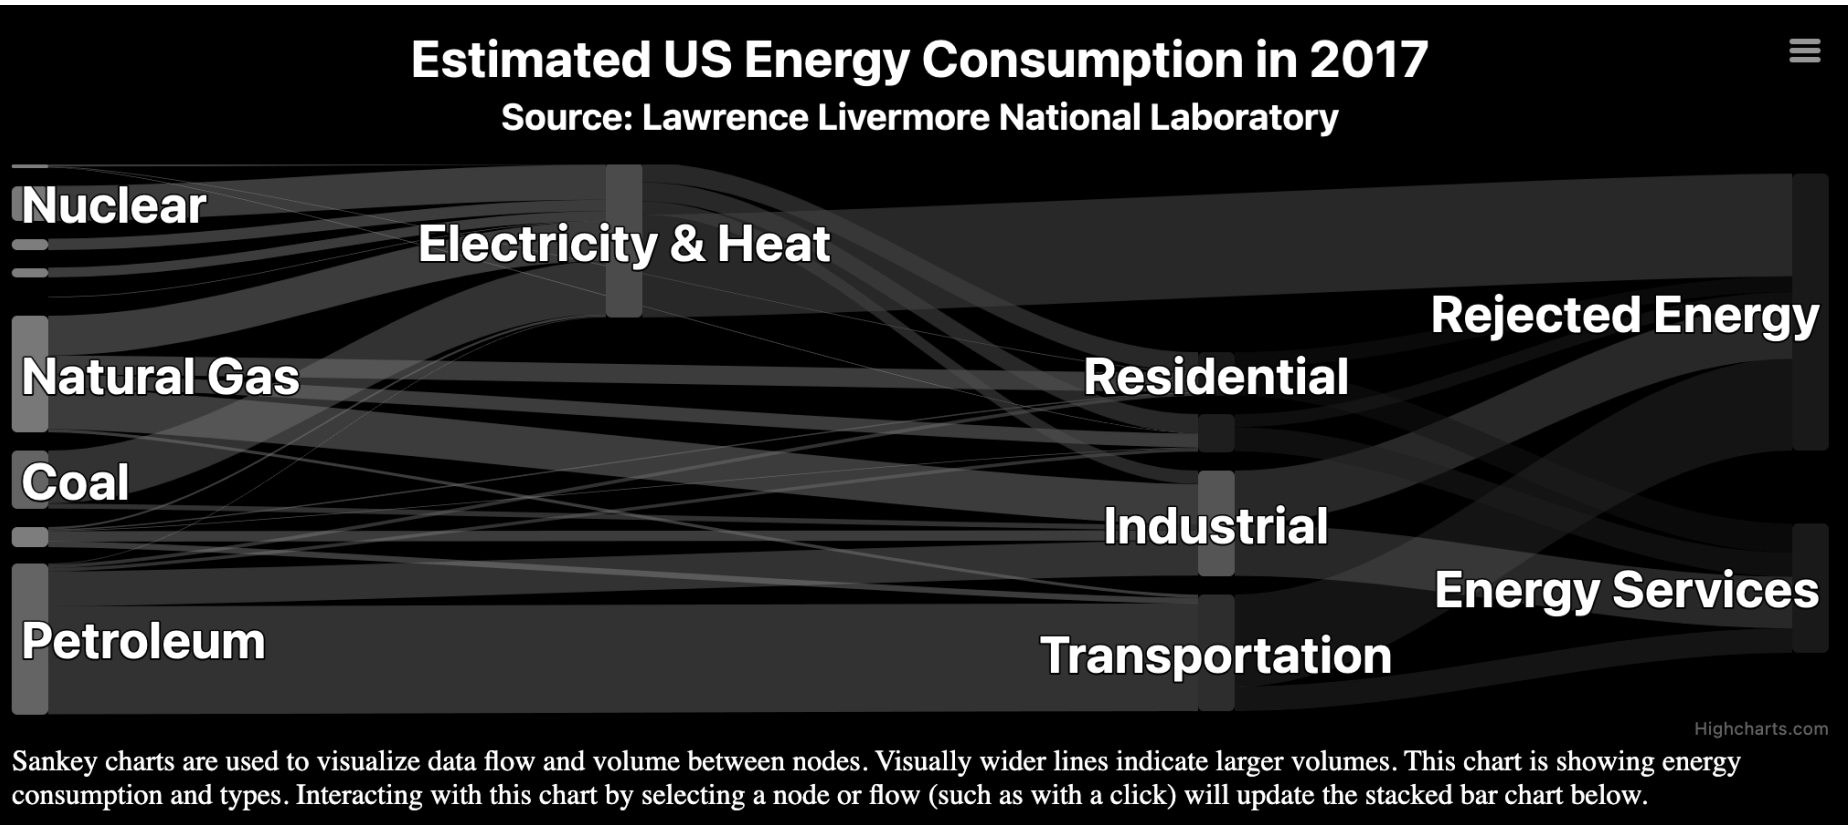 Estimated US Energy Consumption in 2017
Source: Lawrence Livermore National Laboratory
Nuclear
Electricity & Heat
Rejected Energy
Natural Gas
Residential
Coal
Industrial
Energy Services
Petroleum
Transportation
Highcharts.com
Sankey charts are used to visualize data flow and volume between nodes. Visually wider lines indicate larger volumes. This chart is showing energy
consumption and types. Interacting with this chart by selecting a node or flow (such as with a click) will update the stacked bar chart below.